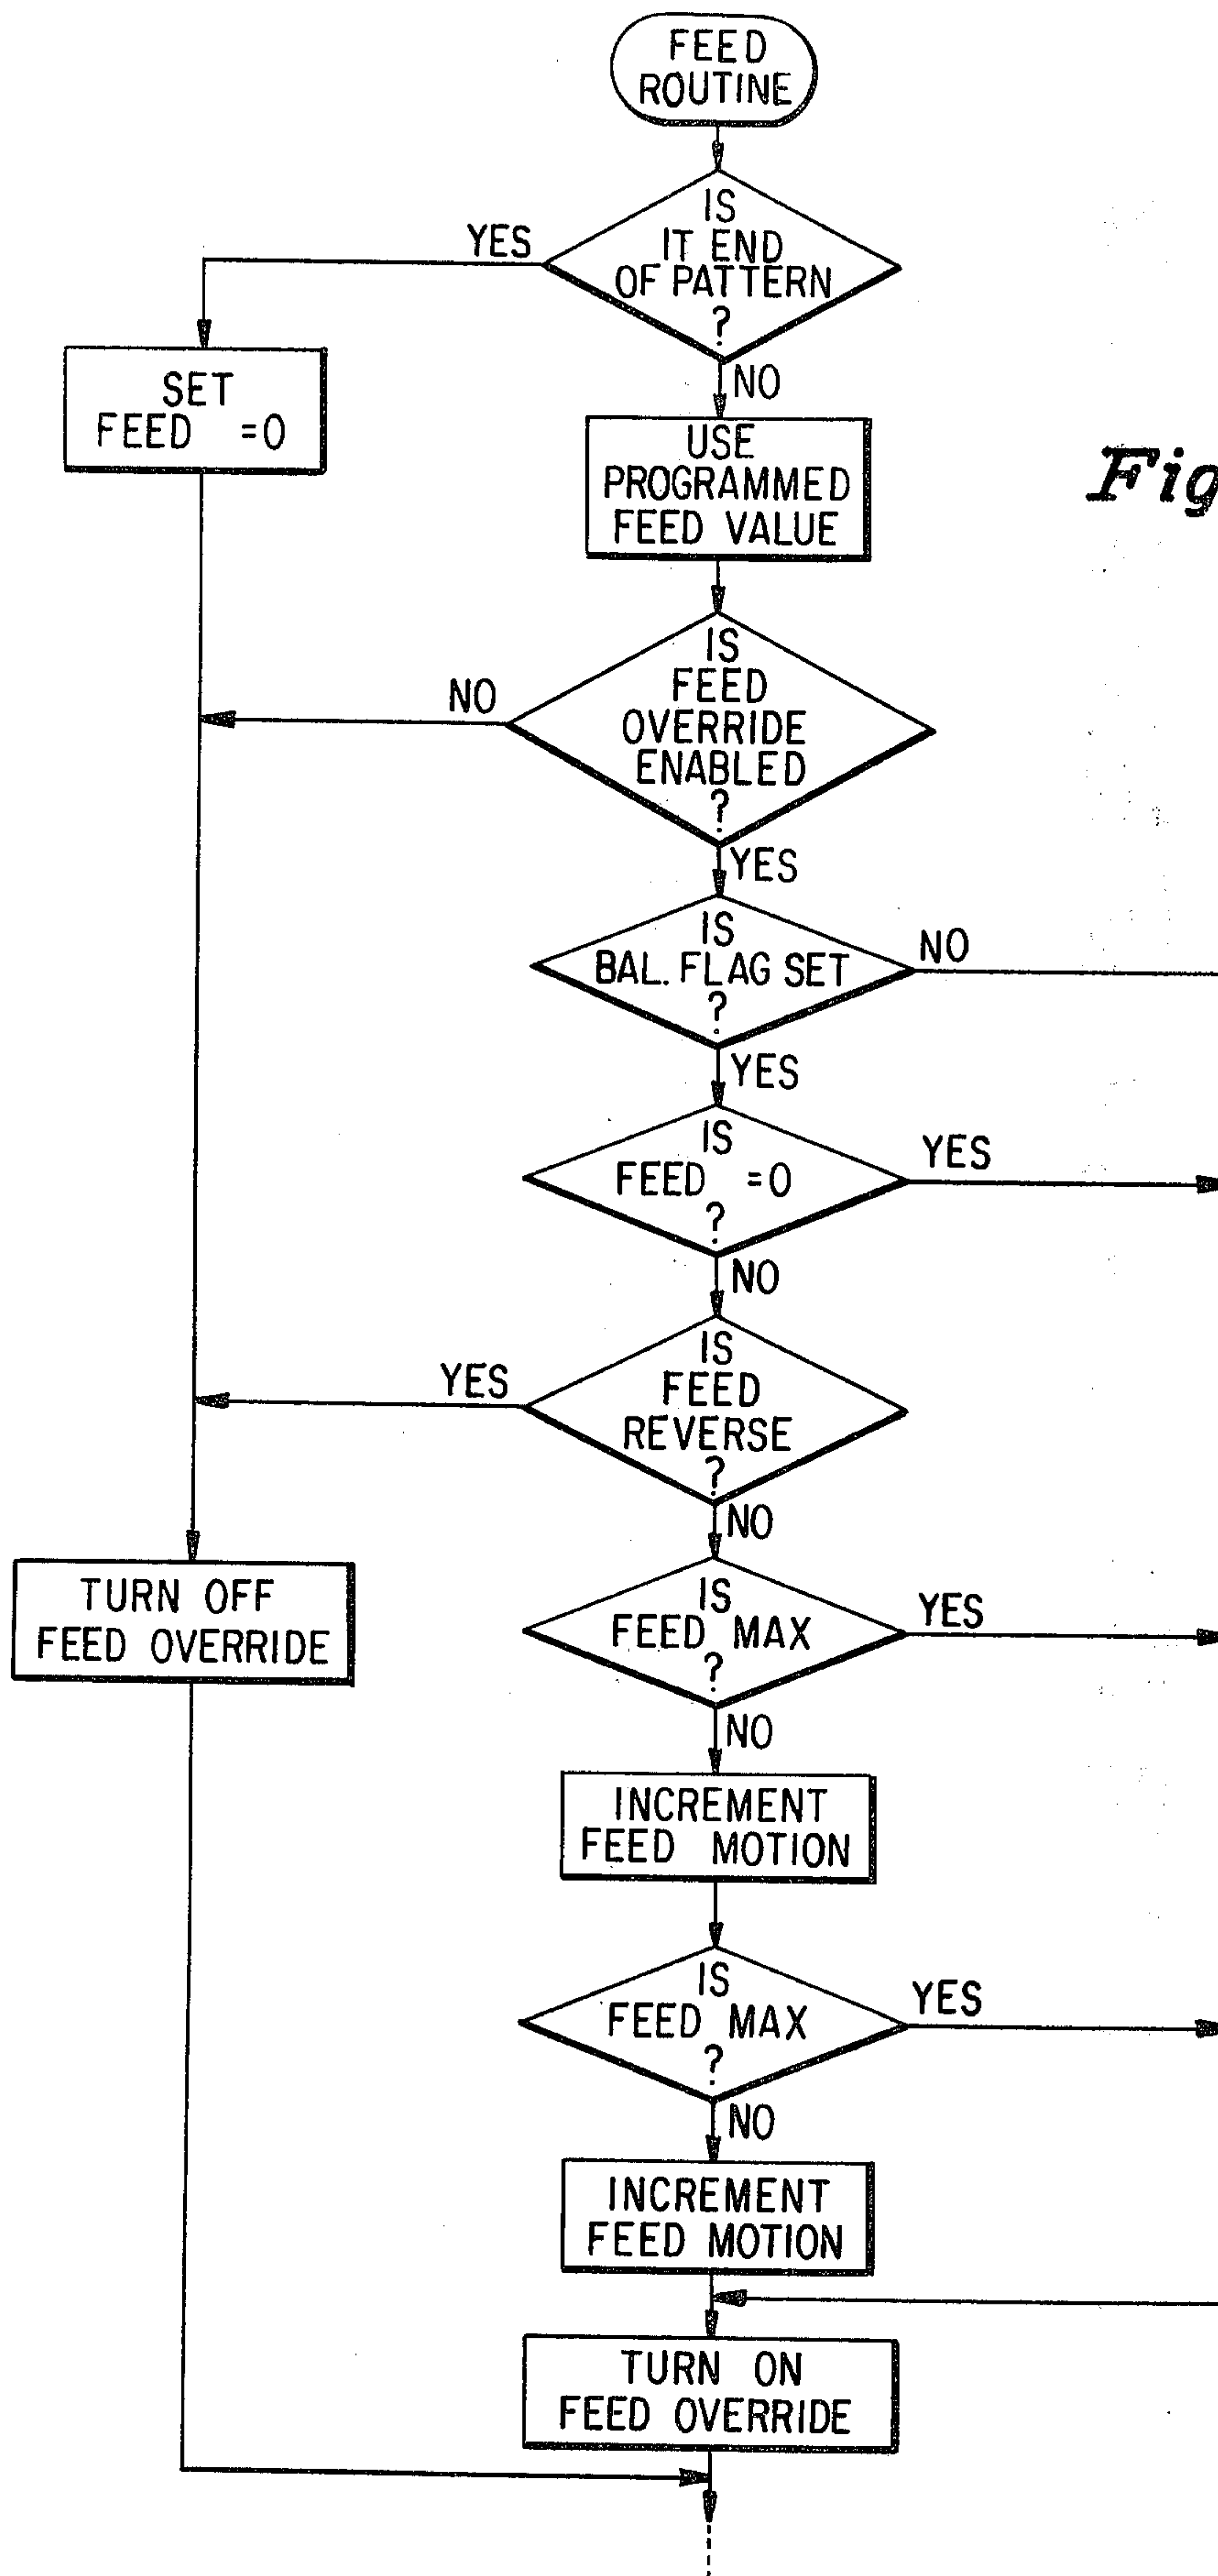 FEED
ROUTINE
IS
IT END
OF PATTERN
?
YES
NO
SET
FEED =0
USE
PROGRAMMED
FEED VALUE
Fig
IS
FEED
OVERRIDE
ENABLED
?
NO
YES
IS
BAL. FLAG SET
?
NO
YES
IS
FEED =0
?
YES
NO
IS
FEED
REVERSE
?
YES
NO
TURN OFF
FEED OVERRIDE
IS
FEED MAX
?
YES
NO
INCREMENT
FEED MOTION
IS
FEED MAX
?
YES
NO
INCREMENT
FEED MOTION
TURN ON
FEED OVERRIDE